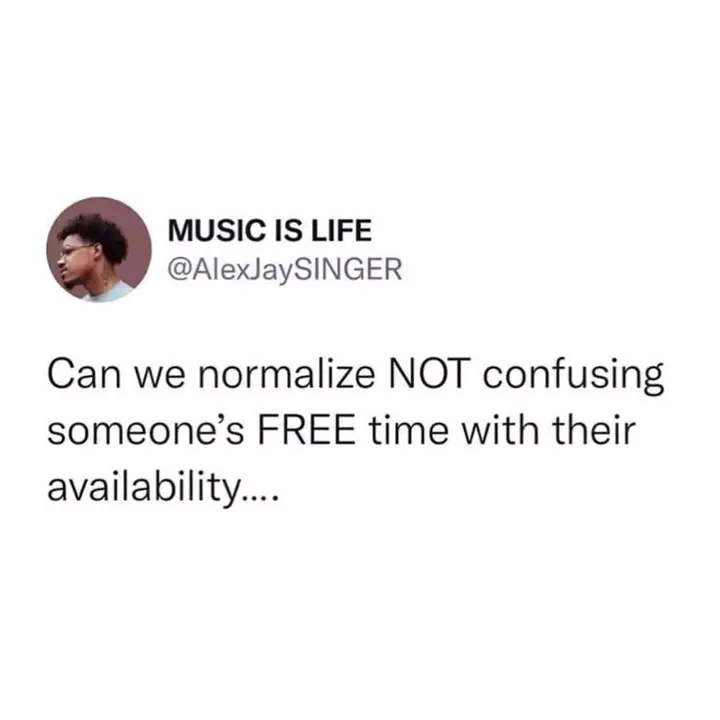 MUSIC IS LIFE
@AlexJaySINGER
Can we normalize NOT confusing
someone’s FREE time with their
availability....